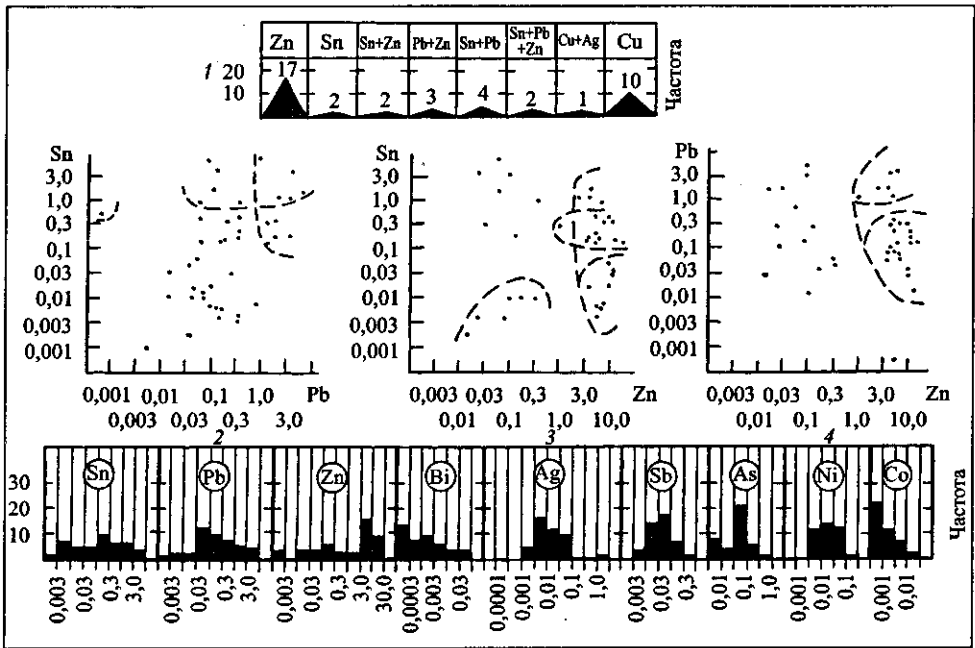 Zn Sn Sn+Zn Pb+Zn Sn+Pb Sn+Pb+Zn Cu+Ag Cu
1 20 17
10 2 2 3 4 2 1 10
Частота
Sn Sn Pb
3,0 3,0 3,0
1,0 1,0 1,0
0,3 0,3 0,3
0,1 0,1 0,1
0,03 0,03 0,03
0,01 0,01 0,01
0,003 0,003 0,003
0,001 0,001 0,001
0,001 0,01 0,1 1,0 Pb 0,003 0,03 0,3 3,0 Zn 0,003 0,03 0,3 3,0 Zn
0,003 0,03 0,3 3,0 0,01 0,1 1,0 10,0 0,01 0,1 1,0 10,0
2 3 4
Sn Pb Zn Bi Ag Sb As Ni Co
30
20
10
Частота
0,003 0,03 0,3 3,0 0,003 0,03 0,3 3,0 0,003 0,03 0,3 3,0 30,0 0,0003 0,003 0,03 0,0001 0,001 0,01 0,1 1,0 0,003 0,03 0,3 0,001 0,01 0,1 1,0 0,001 0,01 0,1 0,001 0,01